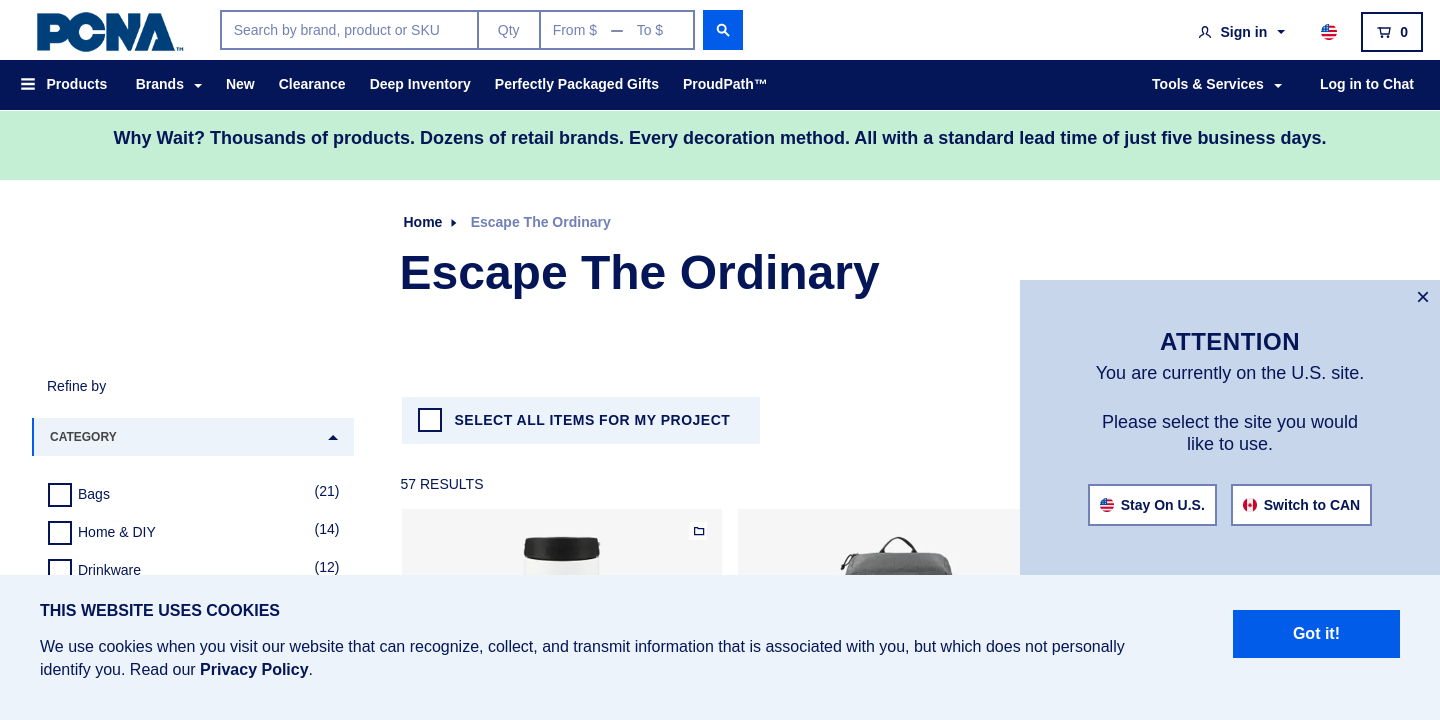 PCNA™
Search by brand, product or SKU
Qty
From $ — To $
Sign in
0
Products
Brands
New
Clearance
Deep Inventory
Perfectly Packaged Gifts
ProudPath™
Tools & Services
Log in to Chat
Why Wait? Thousands of products. Dozens of retail brands. Every decoration method. All with a standard lead time of just five business days.
Home
Escape The Ordinary
Escape The Ordinary
Refine by
CATEGORY
Bags (21)
Home & DIY (14)
Drinkware (12)
SELECT ALL ITEMS FOR MY PROJECT
57 RESULTS
×
ATTENTION
You are currently on the U.S. site.
Please select the site you would
like to use.
Stay On U.S.
Switch to CAN
THIS WEBSITE USES COOKIES
We use cookies when you visit our website that can recognize, collect, and transmit information that is associated with you, but which does not personally
identify you. Read our Privacy Policy.
Got it!